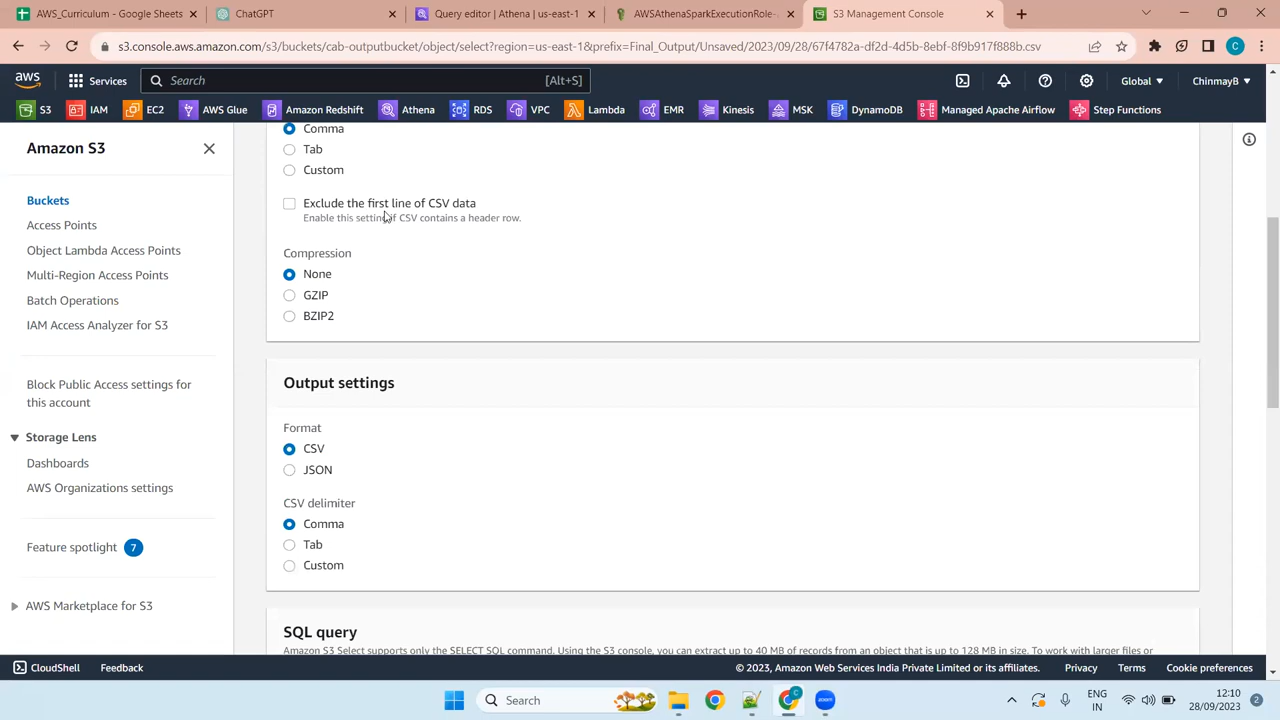 AWS_Curriculum - Google Sheets
ChatGPT
Query editor | Athena | us-east-1
AWSAthenaSparkExecutionRole-
S3 Management Console
s3.console.aws.amazon.com/s3/buckets/cab-outputbucket/object/select?region=us-east-1&prefix=Final_Output/Unsaved/2023/09/28/67f4782a-df2d-4d5b-8ebf-8f9b917f888b.csv
C
aws
Services
Search
[Alt+S]
Global
ChinmayB
S3
IAM
EC2
AWS Glue
Amazon Redshift
Athena
RDS
VPC
Lambda
EMR
Kinesis
MSK
DynamoDB
Managed Apache Airflow
Step Functions
Amazon S3
Buckets
Access Points
Object Lambda Access Points
Multi-Region Access Points
Batch Operations
IAM Access Analyzer for S3
Block Public Access settings for
this account
Storage Lens
Dashboards
AWS Organizations settings
Feature spotlight 7
AWS Marketplace for S3
Comma
Tab
Custom
Exclude the first line of CSV data
Enable this setting if CSV contains a header row.
Compression
None
GZIP
BZIP2
Output settings
Format
CSV
JSON
CSV delimiter
Comma
Tab
Custom
SQL query
Amazon S3 Select supports only the SELECT SQL command. Using the S3 console, you can extract up to 40 MB of records from an object that is up to 128 MB in size. To work with larger files or
CloudShell
Feedback
© 2023, Amazon Web Services India Private Limited or its affiliates.
Privacy
Terms
Cookie preferences
Search
C
zoom
ENG
IN
12:10
28/09/2023
2